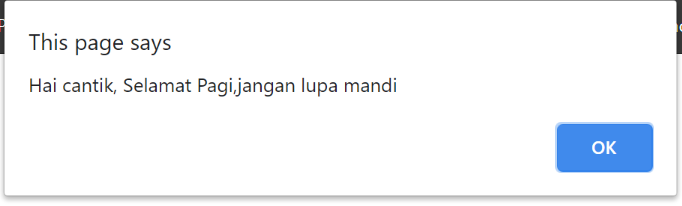 This page says
Hai cantik, Selamat Pagi,jangan lupa mandi
OK